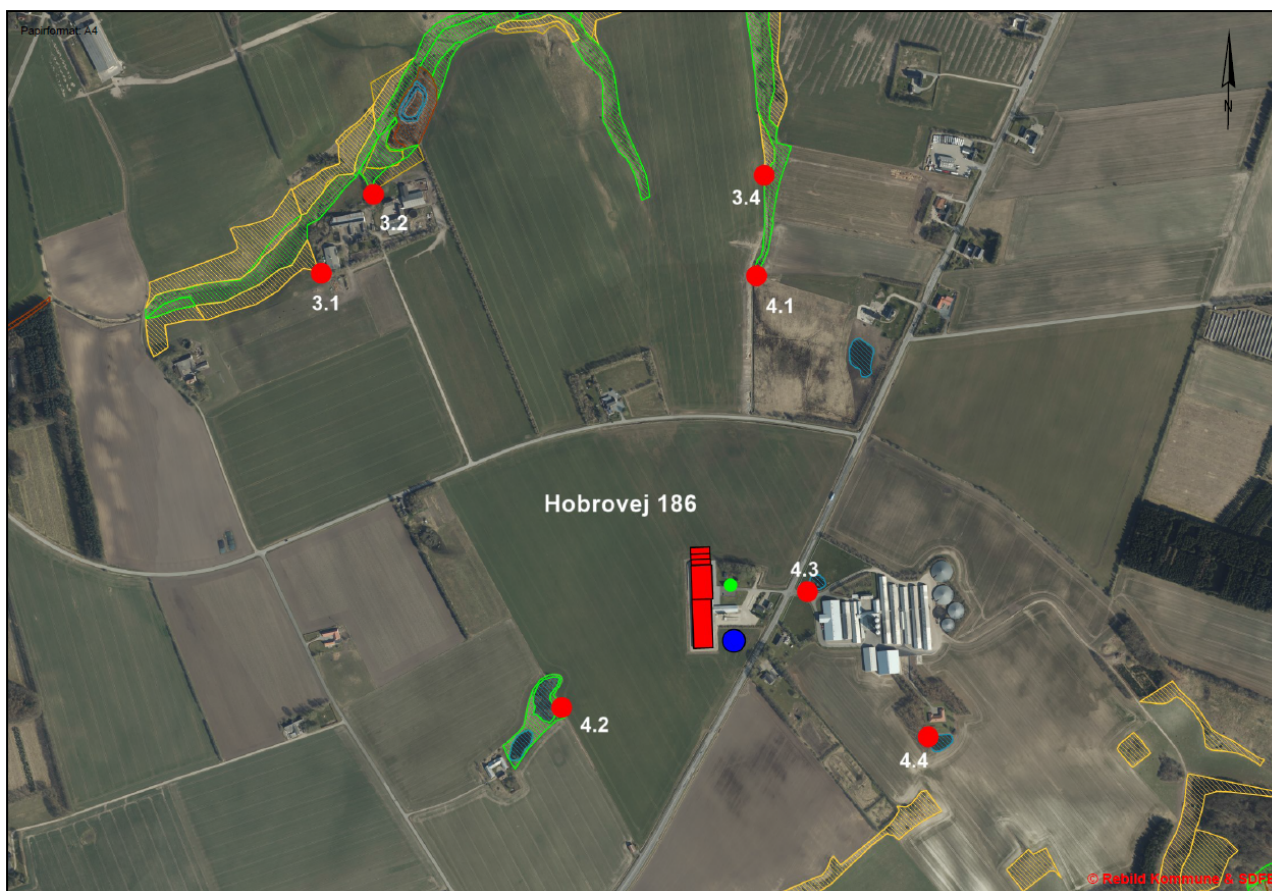 Papirformat: A4
N
3.2
3.4
3.1
4.1
Hobrovej 186
4.3
4.2
4.4
© Rebild Kommune & SDFE